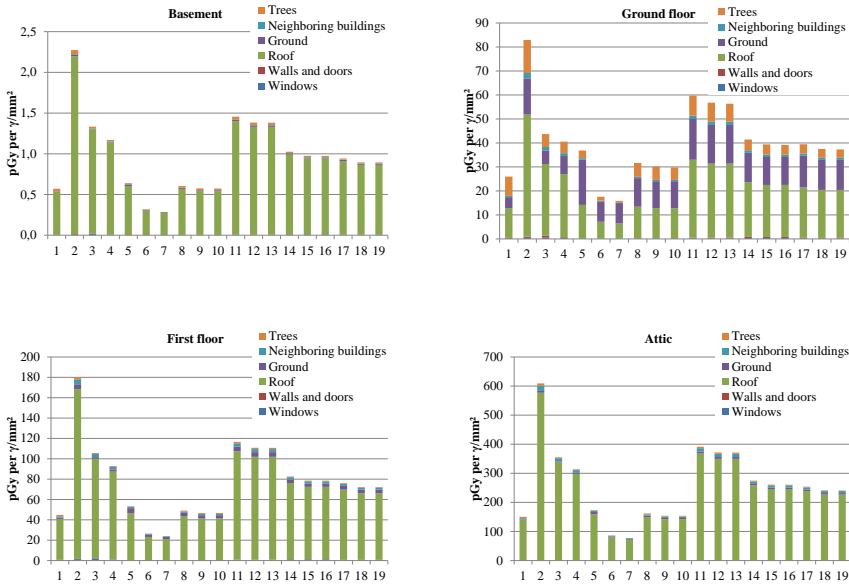 Basement
Trees
Neighboring buildings
Ground
Roof
Walls and doors
Windows
pGy per γ/mm²
2,5
2,0
1,5
1,0
0,5
0,0
1 2 3 4 5 6 7 8 9 10 11 12 13 14 15 16 17 18 19
Ground floor
Trees
Neighboring buildings
Ground
Roof
Walls and doors
Windows
pGy per γ/mm²
90
80
70
60
50
40
30
20
10
0
1 2 3 4 5 6 7 8 9 10 11 12 13 14 15 16 17 18 19
First floor
Trees
Neighboring buildings
Ground
Roof
Walls and doors
Windows
pGy per γ/mm²
200
180
160
140
120
100
80
60
40
20
0
1 2 3 4 5 6 7 8 9 10 11 12 13 14 15 16 17 18 19
Attic
Trees
Neighboring buildings
Ground
Roof
Walls and doors
Windows
pGy per γ/mm²
700
600
500
400
300
200
100
0
1 2 3 4 5 6 7 8 9 10 11 12 13 14 15 16 17 18 19